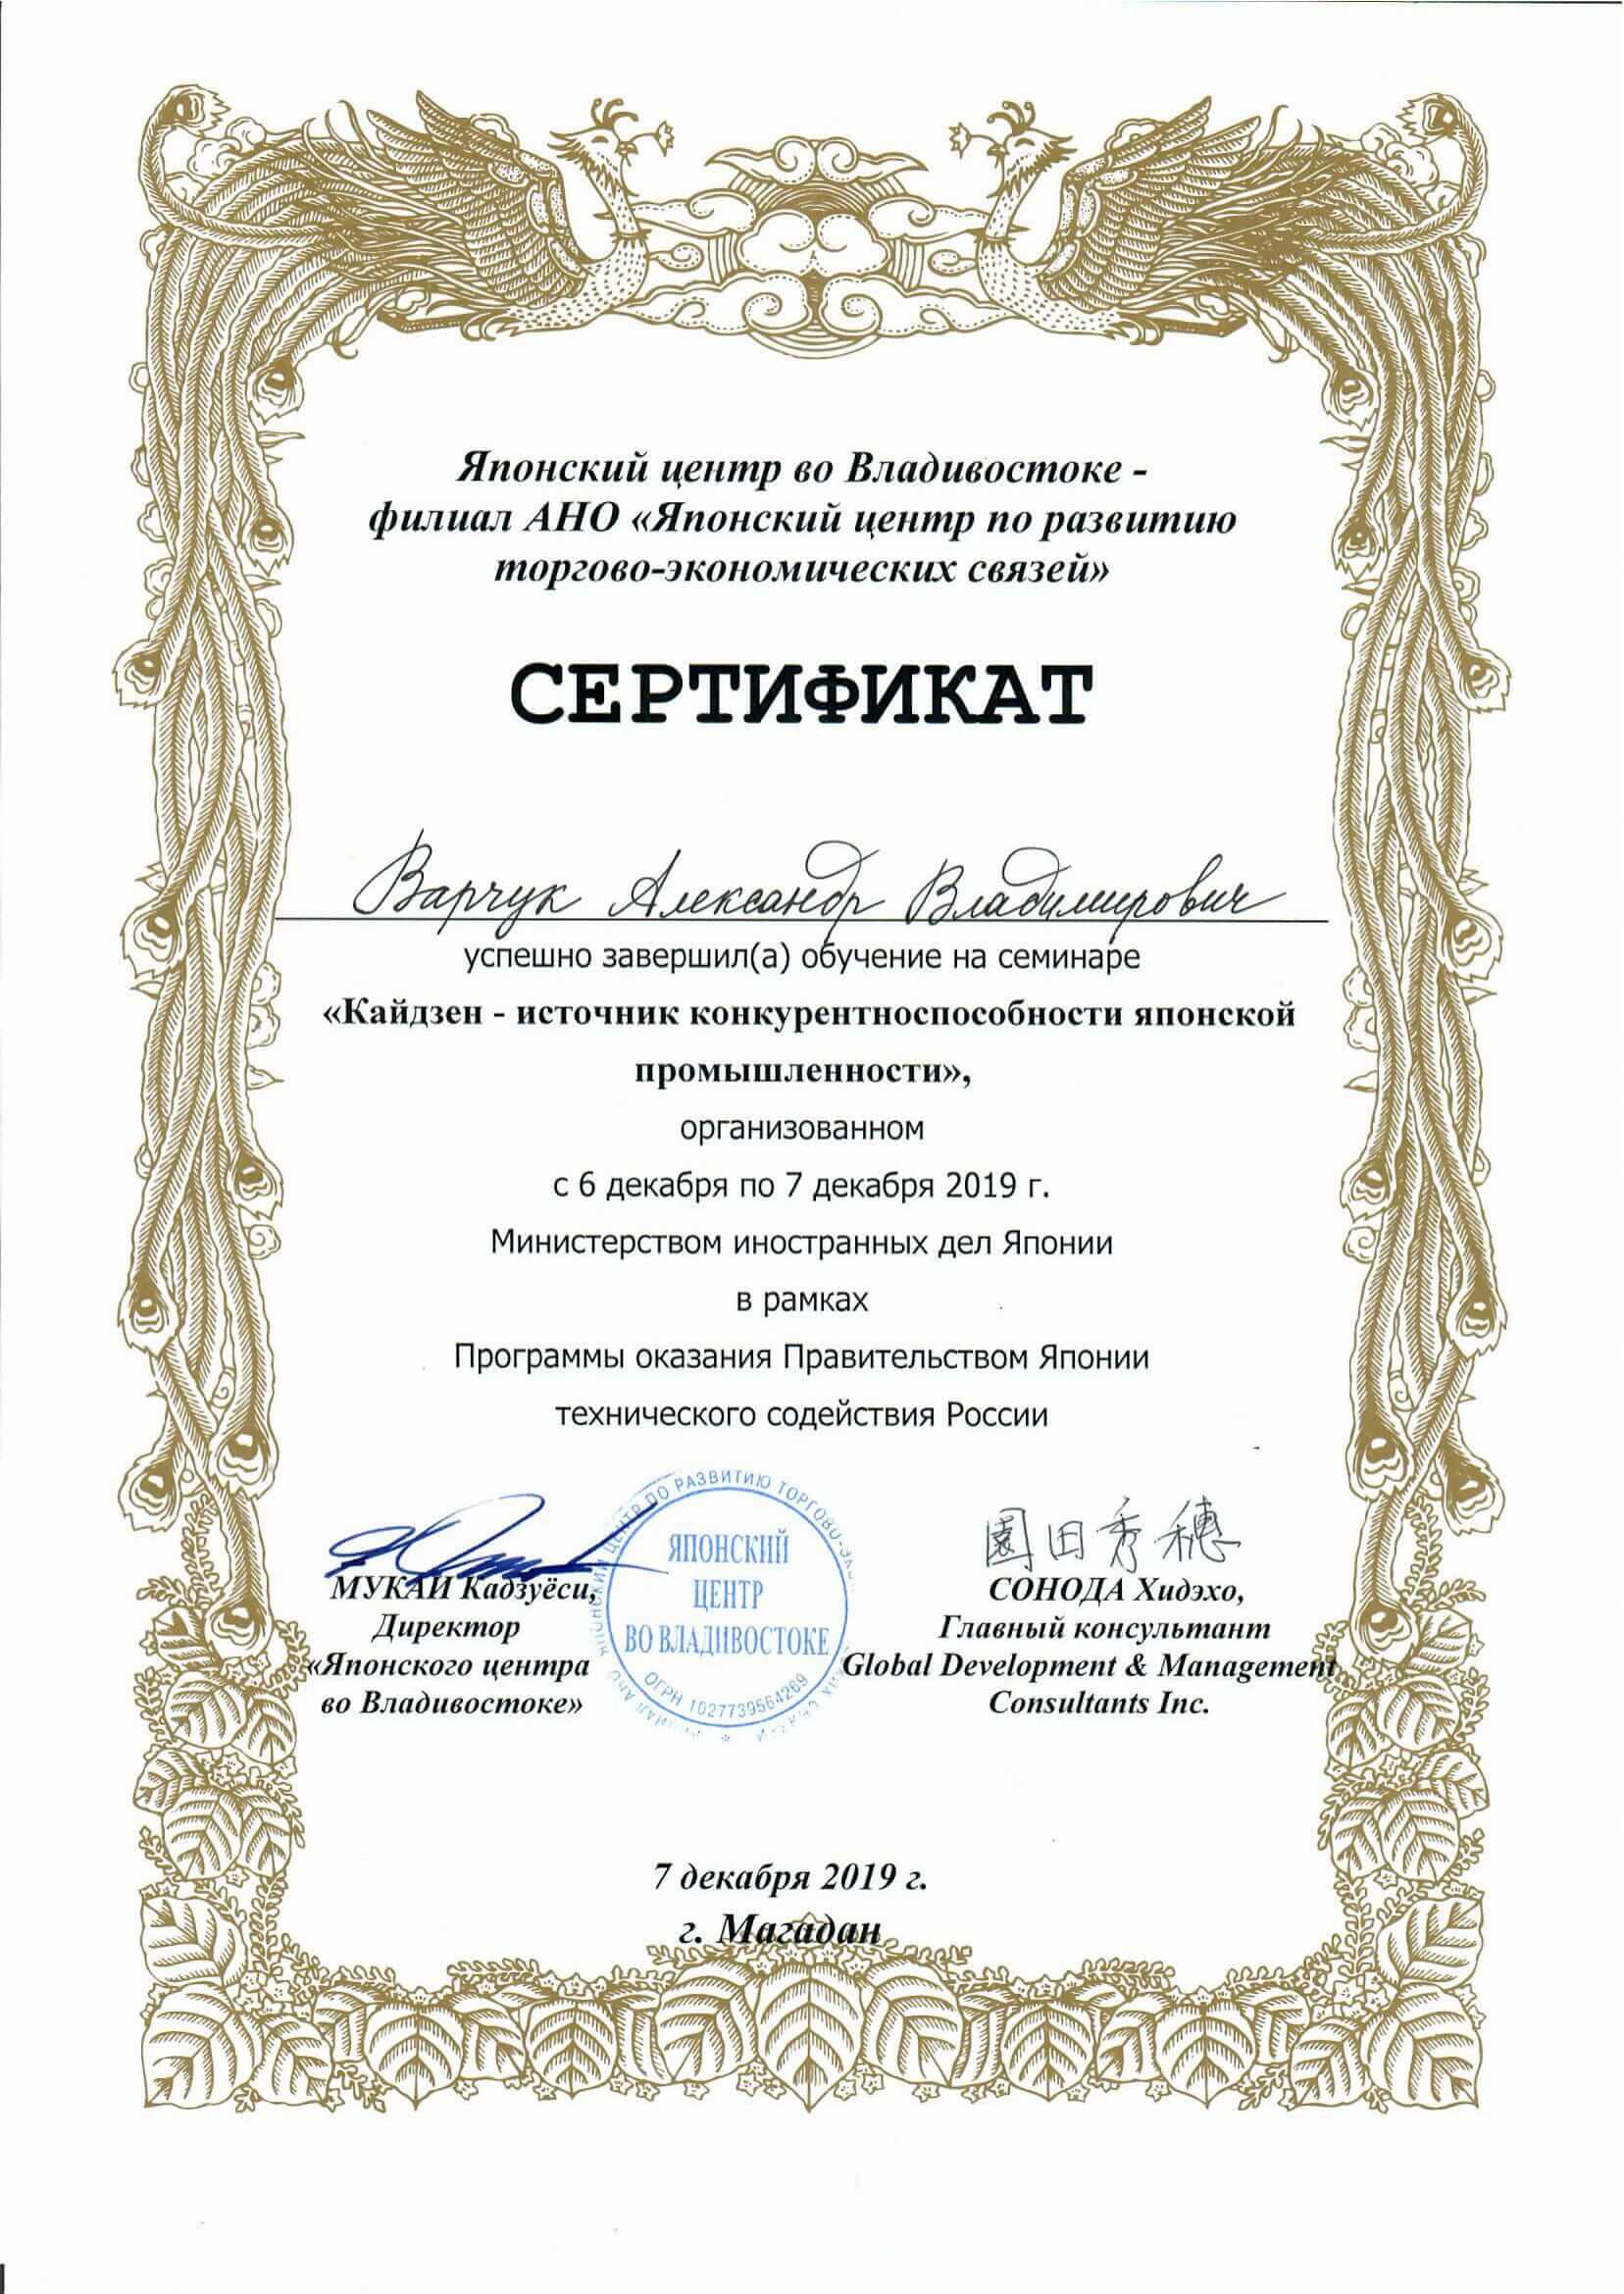 Японский центр во Владивостоке -
филиал АНО «Японский центр по развитию
торгово-экономических связей»
СЕРТИФИКАТ
Варчук Александр Владимирович
успешно завершил(а) обучение на семинаре
«Кайдзен - источник конкурентноспособности японской
промышленности»,
организованном
с 6 декабря по 7 декабря 2019 г.
Министерством иностранных дел Японии
в рамках
Программы оказания Правительством Японии
технического содействия России
園田秀穂
МУКАИ Кадзуёси,
Директор
«Японского центра
во Владивостоке»
ЦЕНТР ПО РАЗВИТИЮ ТОРГОВО-
ЯПОНСКИЙ
ЦЕНТР
ВО ВЛАДИВОСТОКЕ
ОГРН 1027739564269
СОНОДА Хидэхо,
Главный консультант
Global Development & Management
Consultants Inc.
7 декабря 2019 г.
г. Магадан